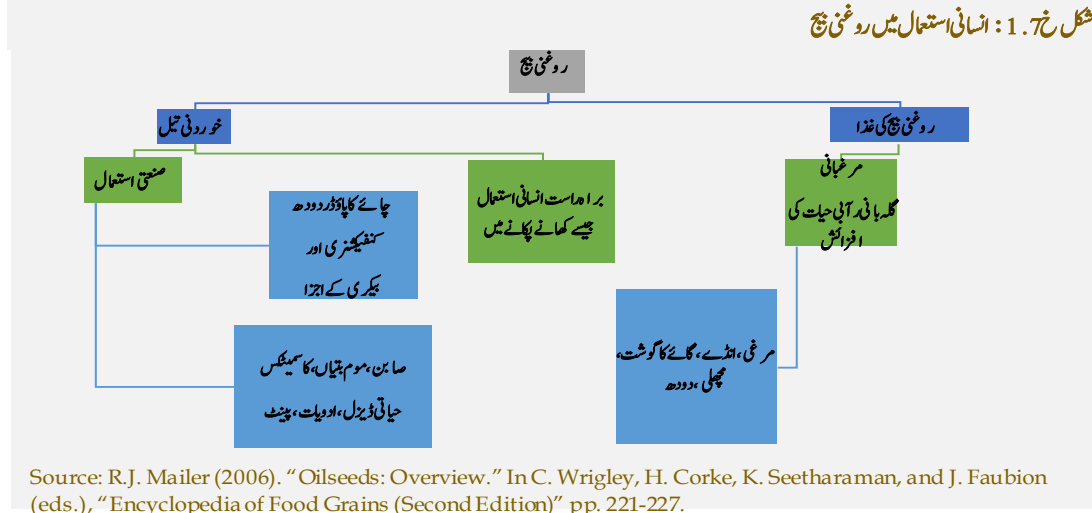 شکل خ 1.7: انسانی استعمال میں روغنی بیج
روغنی بیج
روغنی بیج کی غذا
خوردنی تیل
مرغبانی
گلہ بانی ر آبی حیات کی
افزائش
براہ راست انسانی استعمال
جیسے کھانے پکانے میں
صنعتی استعمال
چائے کا پاؤڈر دودھ
کنفیکشنری اور
بیکری کے اجزا
مرغی، انڈے، گائے کا گوشت،
مچھلی، دودھ
صابن، موم بتیاں، کاسمیٹکس
حیاتی ڈیزل، ادویات، پینٹ
Source: R.J. Mailer (2006). “Oilseeds: Overview.” In C. Wrigley, H. Corke, K. Seetharaman, and J. Faubion
(eds.), “Encyclopedia of Food Grains (Second Edition)” pp. 221-227.